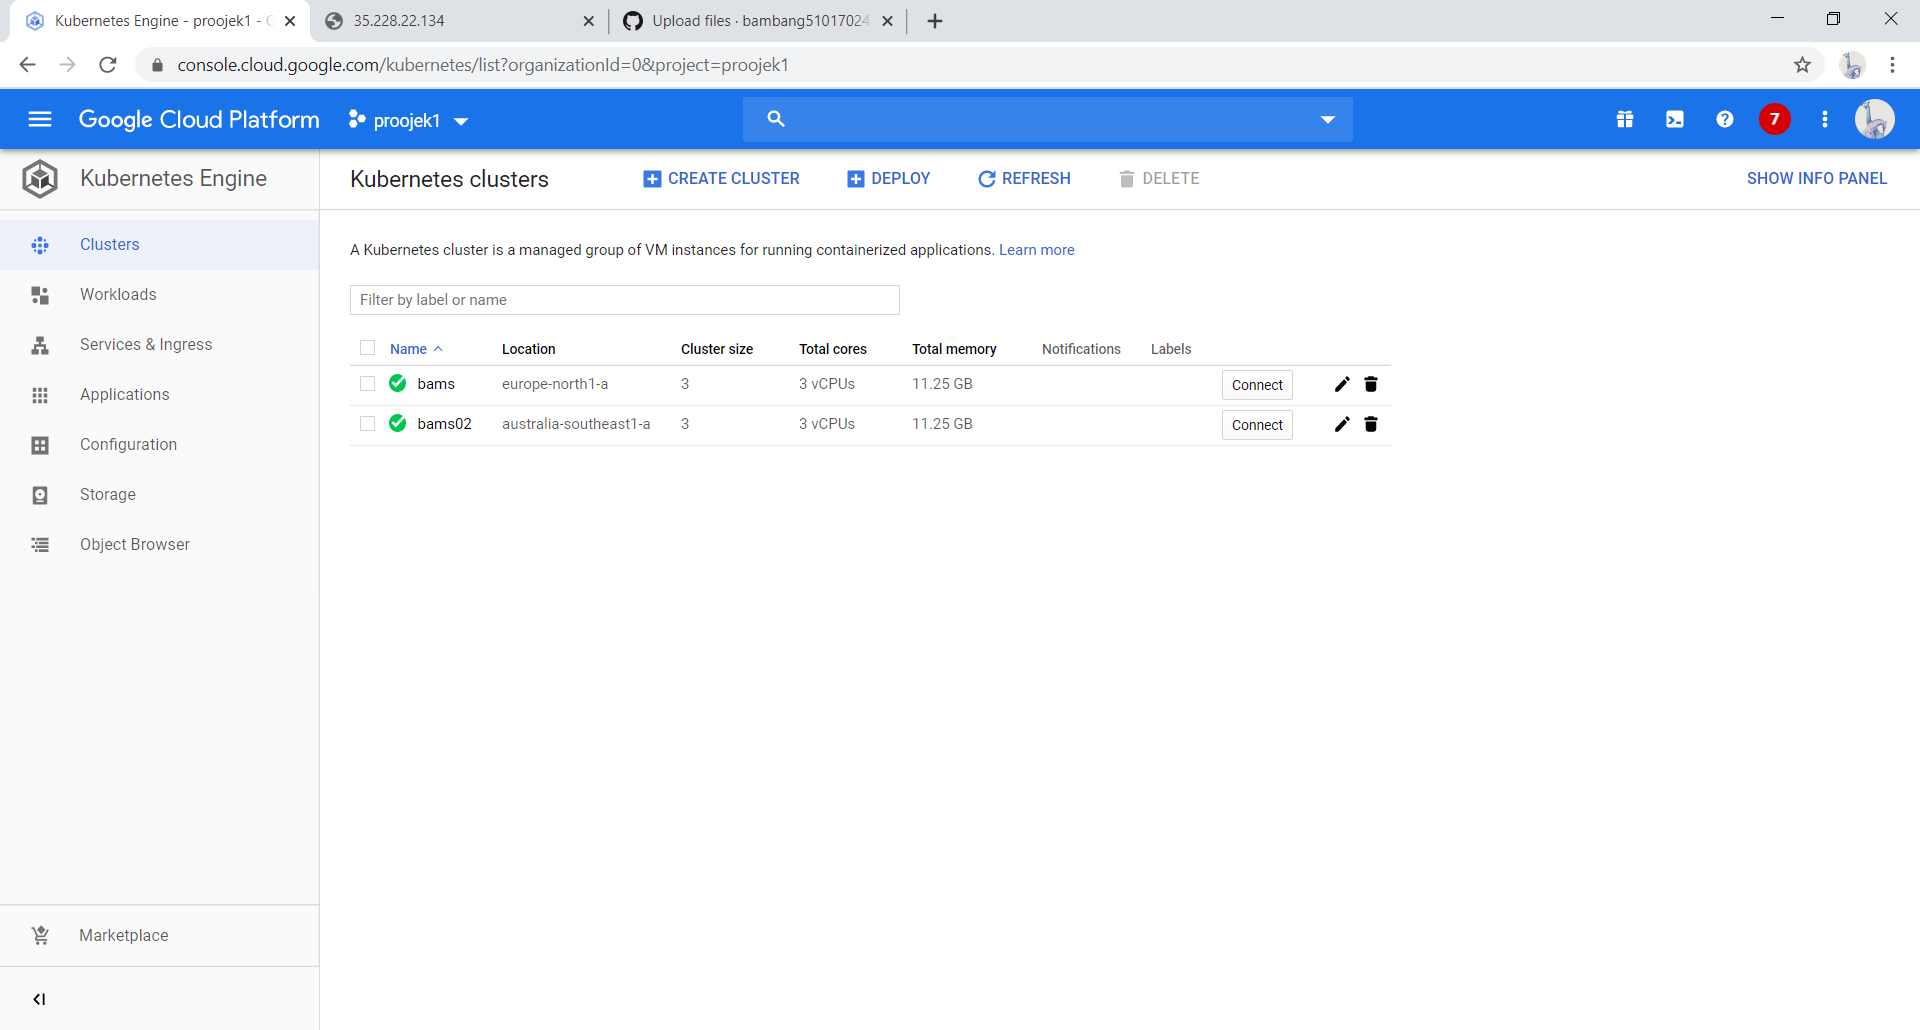 Kubernetes Engine - proojek1 - G
35.228.22.134
Upload files · bambang51017024
console.cloud.google.com/kubernetes/list?organizationId=0&project=proojek1
Google Cloud Platform
proojek1
7
Kubernetes Engine
Kubernetes clusters
CREATE CLUSTER
DEPLOY
REFRESH
DELETE
SHOW INFO PANEL
Clusters
Workloads
Services & Ingress
Applications
Configuration
Storage
Object Browser
Marketplace
A Kubernetes cluster is a managed group of VM instances for running containerized applications. Learn more
Filter by label or name
Name Location Cluster size Total cores Total memory Notifications Labels
bams europe-north1-a 3 3 vCPUs 11.25 GB Connect
bams02 australia-southeast1-a 3 3 vCPUs 11.25 GB Connect